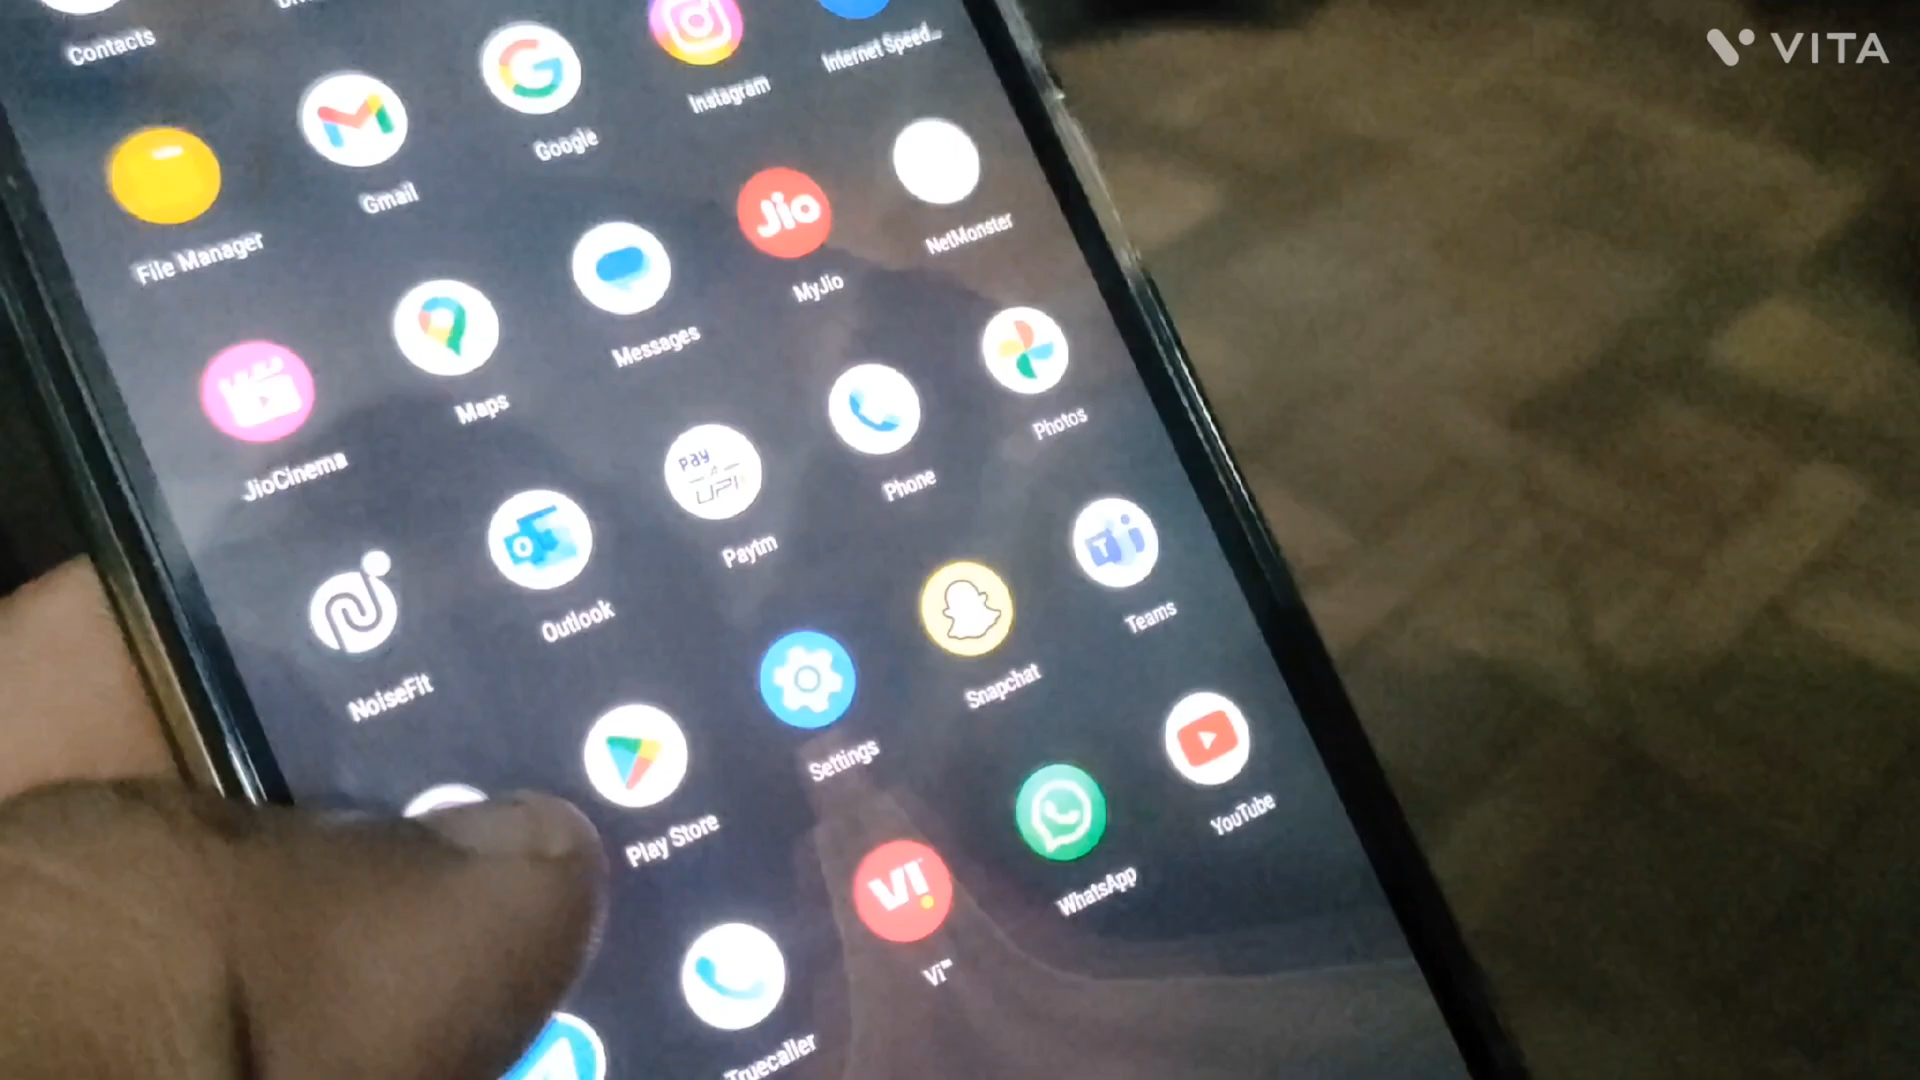 VITA
Contacts
Internet Speed...
Instagram
Google
Gmail
File Manager
Jio
NetMonster
MyJio
Messages
Maps
JioCinema
Photos
Phone
Pay
UPI
Paytm
Outlook
NoiseFit
T
Teams
Snapchat
Settings
Play Store
YouTube
WhatsApp
VI
Vi™
Truecaller